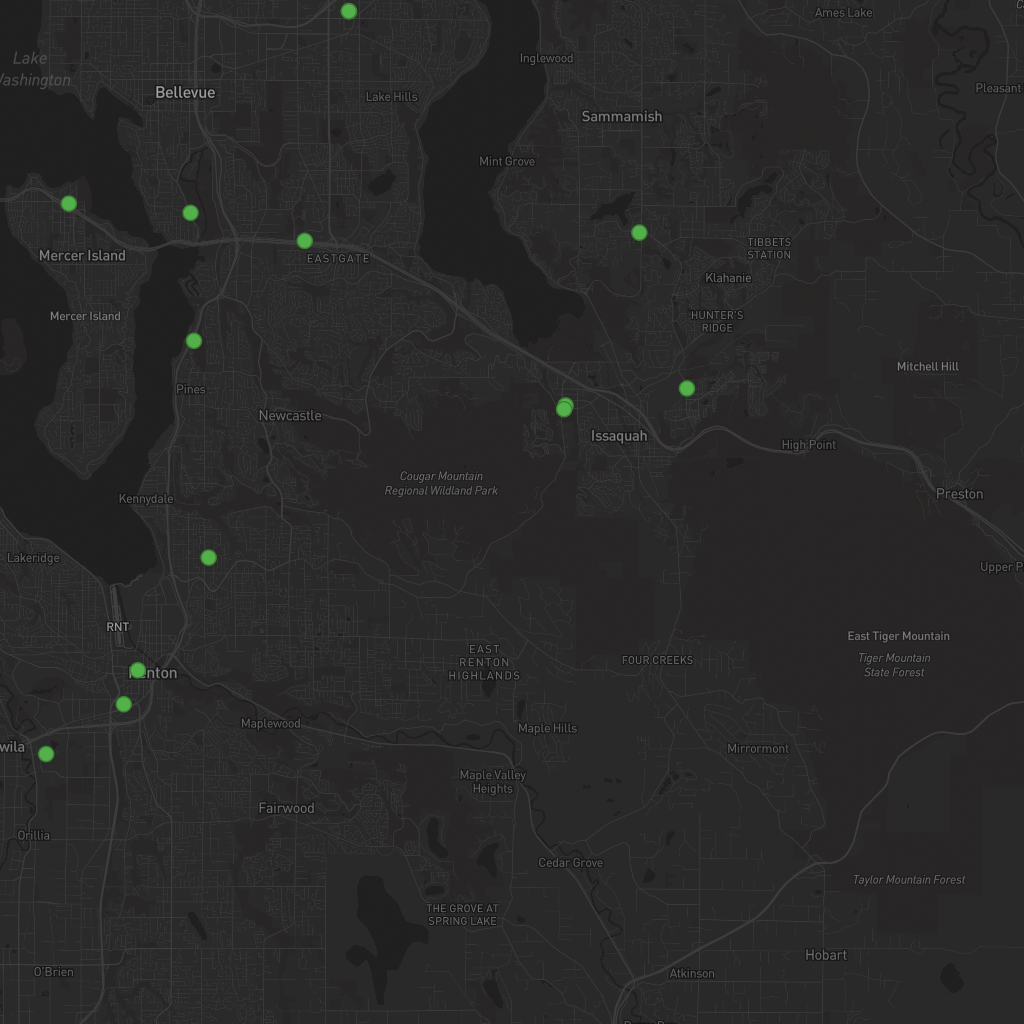 Ames Lake
Lake
Washington
Inglewood
Pleasant
Bellevue
Lake Hills
Sammamish
Mint Grove
Mercer Island
EASTGATE
TIBBETS
STATION
Klahanie
Mercer Island
HUNTER'S
RIDGE
Mitchell Hill
Pines
Newcastle
Issaquah
High Point
Cougar Mountain
Regional Wildland Park
Kennydale
Preston
Lakeridge
Upper P
RNT
East Tiger Mountain
EAST
RENTON
HIGHLANDS
FOUR CREEKS
Tiger Mountain
State Forest
Renton
Maplewood
Maple Hills
wila
Mirrormont
Maple Valley
Heights
Fairwood
Orillia
Cedar Grove
Taylor Mountain Forest
THE GROVE AT
SPRING LAKE
Hobart
O'Brien
Atkinson